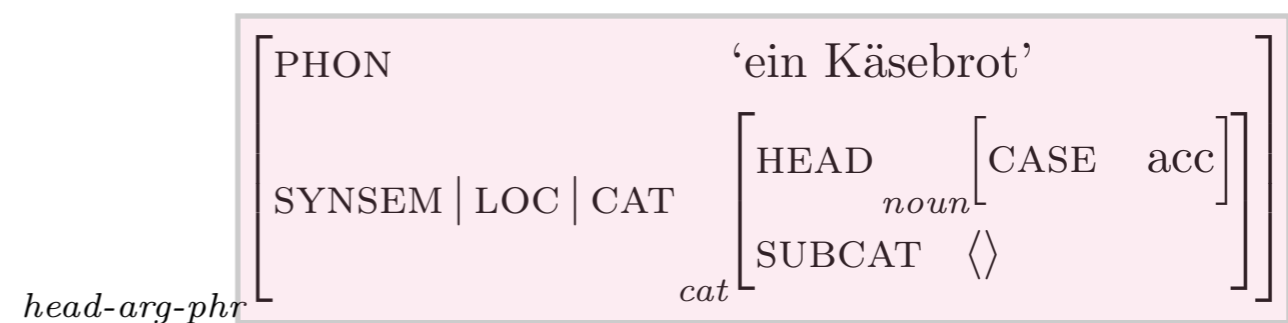 PHON ‘ein Käsebrot’
HEAD noun[CASE acc]
SYNSEM | LOC | CAT
SUBCAT ⟨⟩
cat
head-arg-phr